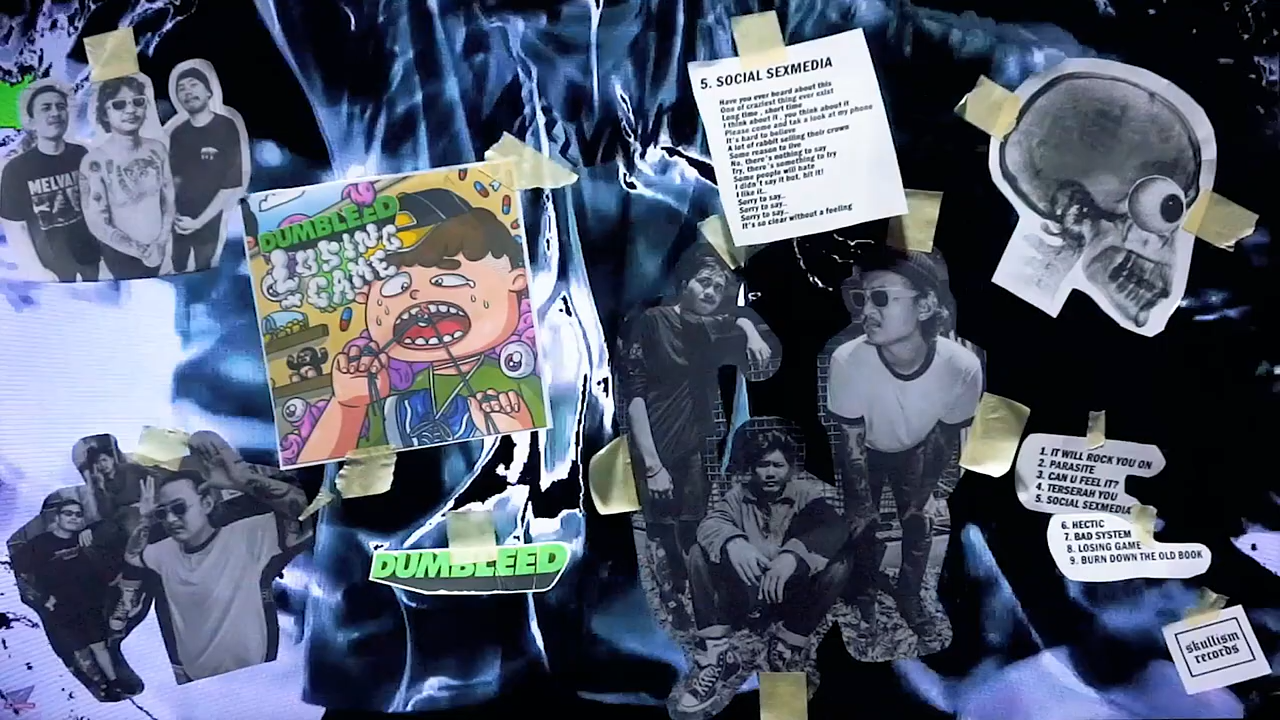 MELVI
DUMBLEED
LOSING
GAME
DUMBLEED
5. SOCIAL SEXMEDIA
Have you ever heard about this
One of craziest thing ever exist
Long time , short time
I think about it , you think about it
Please come and tak a look at my phone
It's hard to believe
A lot of rabbit selling their crown
Some reason to live
No, there's nothing to say
Try, there's something to try
Some people will hate
I didn't say it but, hit it!
I like it..
Sorry to say..
Sorry to say..
Sorry to say..
It's so clear without a feeling
1. IT WILL ROCK YOU ON
2. PARASITE
3. CAN U FEEL IT?
4. TERSERAH YOU
5. SOCIAL SEXMEDIA
6. HECTIC
7. BAD SYSTEM
8. LOSING GAME
9. BURN DOWN THE OLD BOOK
skullism
records